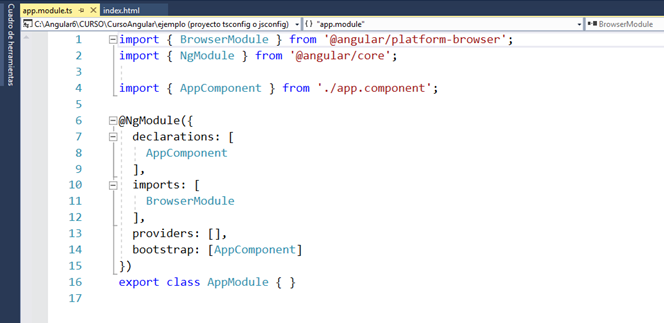 Cuadro de herramientas
app.module.ts
index.html
C:\Angular6\CURSO\CursoAngular\ejemplo (proyecto tsconfig o jsconfig)
{} "app.module"
BrowserModule
1 import { BrowserModule } from '@angular/platform-browser';
2 import { NgModule } from '@angular/core';
3
4 import { AppComponent } from './app.component';
5
6 @NgModule({
7   declarations: [
8     AppComponent
9   ],
10   imports: [
11     BrowserModule
12   ],
13   providers: [],
14   bootstrap: [AppComponent]
15 })
16 export class AppModule { }
17